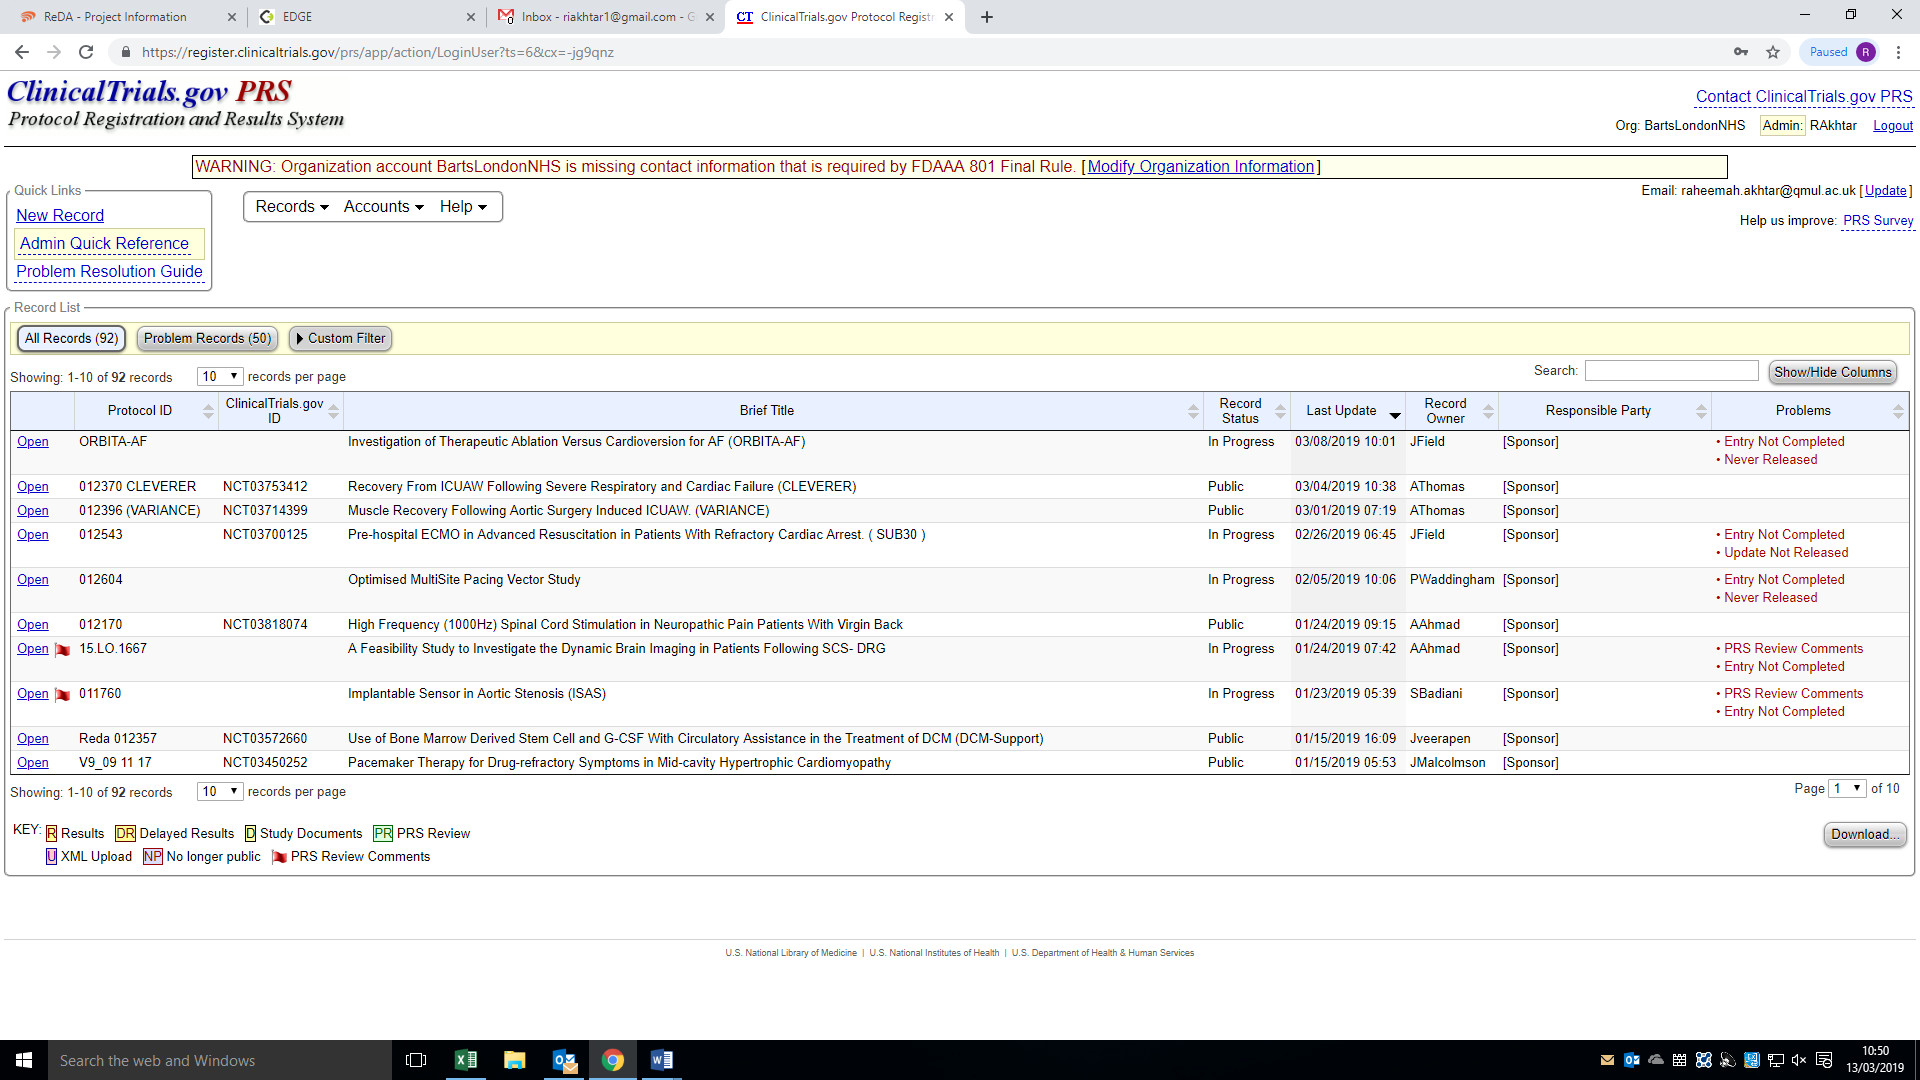 ReDA - Project Information
EDGE
Inbox - riakhtar1@gmail.com - G
ClinicalTrials.gov Protocol Registr
https://register.clinicaltrials.gov/prs/app/action/LoginUser?ts=6&cx=-jg9qnz
Paused R
ClinicalTrials.gov PRS
Protocol Registration and Results System
Contact ClinicalTrials.gov PRS
Org: BartsLondonNHS Admin: RAkhtar Logout
WARNING: Organization account BartsLondonNHS is missing contact information that is required by FDAAA 801 Final Rule. [Modify Organization Information]
Quick Links
New Record
Admin Quick Reference
Problem Resolution Guide
Records Accounts Help
Email: raheemah.akhtar@qmul.ac.uk [Update]
Help us improve: PRS Survey
Record List
All Records (92) Problem Records (50) Custom Filter
Showing: 1-10 of 92 records 10 records per page
Search: Show/Hide Columns
Protocol ID ClinicalTrials.gov ID Brief Title Record Status Last Update Record Owner Responsible Party Problems
Open ORBITA-AF Investigation of Therapeutic Ablation Versus Cardioversion for AF (ORBITA-AF) In Progress 03/08/2019 10:01 JField [Sponsor] • Entry Not Completed
• Never Released
Open 012370 CLEVERER NCT03753412 Recovery From ICUAW Following Severe Respiratory and Cardiac Failure (CLEVERER) Public 03/04/2019 10:38 AThomas [Sponsor]
Open 012396 (VARIANCE) NCT03714399 Muscle Recovery Following Aortic Surgery Induced ICUAW. (VARIANCE) Public 03/01/2019 07:19 AThomas [Sponsor]
Open 012543 NCT03700125 Pre-hospital ECMO in Advanced Resuscitation in Patients With Refractory Cardiac Arrest. ( SUB30 ) In Progress 02/26/2019 06:45 JField [Sponsor] • Entry Not Completed
• Update Not Released
Open 012604 Optimised MultiSite Pacing Vector Study In Progress 02/05/2019 10:06 PWaddingham [Sponsor] • Entry Not Completed
• Never Released
Open 012170 NCT03818074 High Frequency (1000Hz) Spinal Cord Stimulation in Neuropathic Pain Patients With Virgin Back Public 01/24/2019 09:15 AAhmad [Sponsor]
Open 15.LO.1667 A Feasibility Study to Investigate the Dynamic Brain Imaging in Patients Following SCS- DRG In Progress 01/24/2019 07:42 AAhmad [Sponsor] • PRS Review Comments
• Entry Not Completed
Open 011760 Implantable Sensor in Aortic Stenosis (ISAS) In Progress 01/23/2019 05:39 SBadiani [Sponsor] • PRS Review Comments
• Entry Not Completed
Open Reda 012357 NCT03572660 Use of Bone Marrow Derived Stem Cell and G-CSF With Circulatory Assistance in the Treatment of DCM (DCM-Support) Public 01/15/2019 16:09 Jveerapen [Sponsor]
Open V9_09 11 17 NCT03450252 Pacemaker Therapy for Drug-refractory Symptoms in Mid-cavity Hypertrophic Cardiomyopathy Public 01/15/2019 05:53 JMalcolmson [Sponsor]
Showing: 1-10 of 92 records 10 records per page
Page 1 of 10
KEY: R Results DR Delayed Results D Study Documents PR PRS Review
U XML Upload NP No longer public PRS Review Comments
Download...
U.S. National Library of Medicine | U.S. National Institutes of Health | U.S. Department of Health & Human Services
Search the web and Windows
10:50
13/03/2019